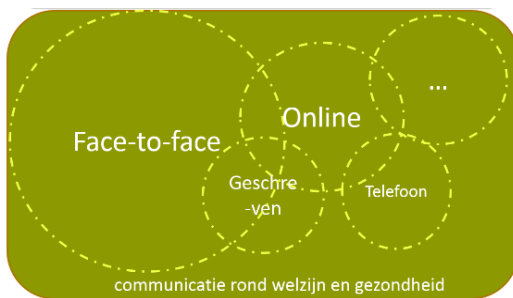 ...
Online
Face-to-face
Geschre
-ven
Telefoon
communicatie rond welzijn en gezondheid